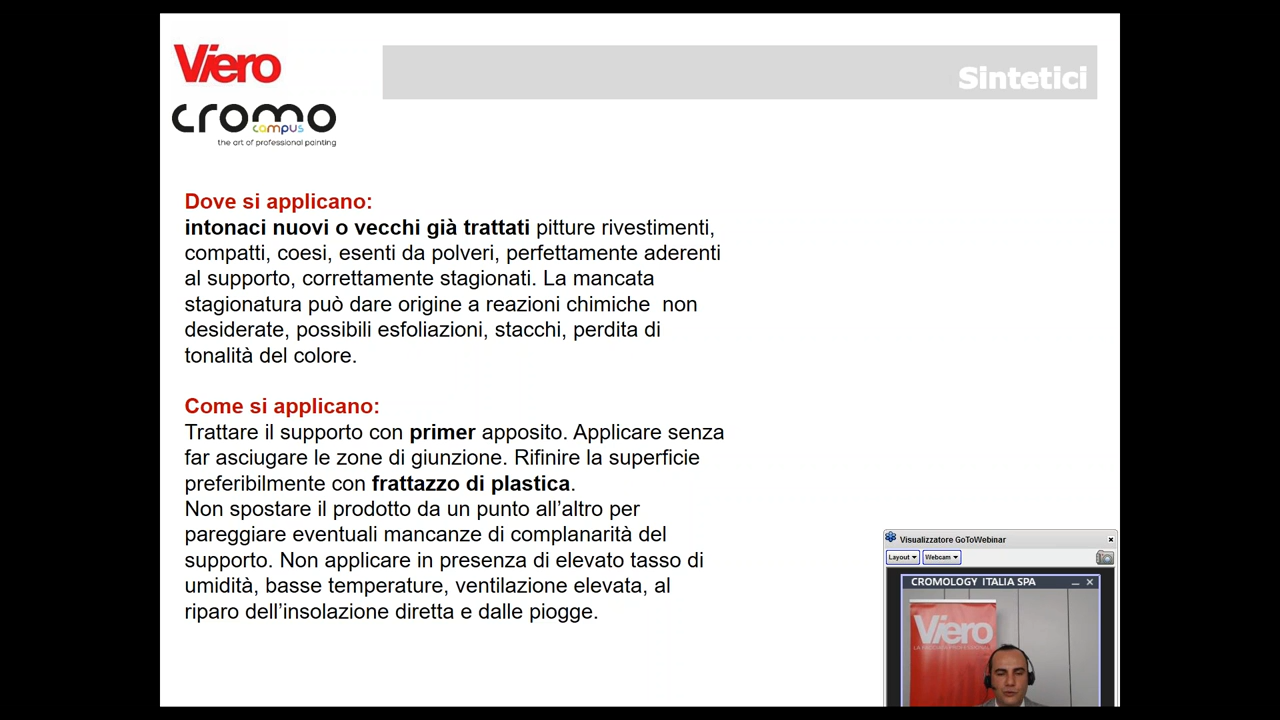 Viero
cromo
campus
the art of professional painting
Sintetici
Dove si applicano:
intonaci nuovi o vecchi già trattati pitture rivestimenti,
compatti, coesi, esenti da polveri, perfettamente aderenti
al supporto, correttamente stagionati. La mancata
stagionatura può dare origine a reazioni chimiche  non
desiderate, possibili esfoliazioni, stacchi, perdita di
tonalità del colore.
Come si applicano:
Trattare il supporto con primer apposito. Applicare senza
far asciugare le zone di giunzione. Rifinire la superficie
preferibilmente con frattazzo di plastica.
Non spostare il prodotto da un punto all’altro per
pareggiare eventuali mancanze di complanarità del
supporto. Non applicare in presenza di elevato tasso di
umidità, basse temperature, ventilazione elevata, al
riparo dell’insolazione diretta e dalle piogge.
Visualizzatore GoToWebinar
Layout Webcam
CROMOLOGY ITALIA SPA
Viero